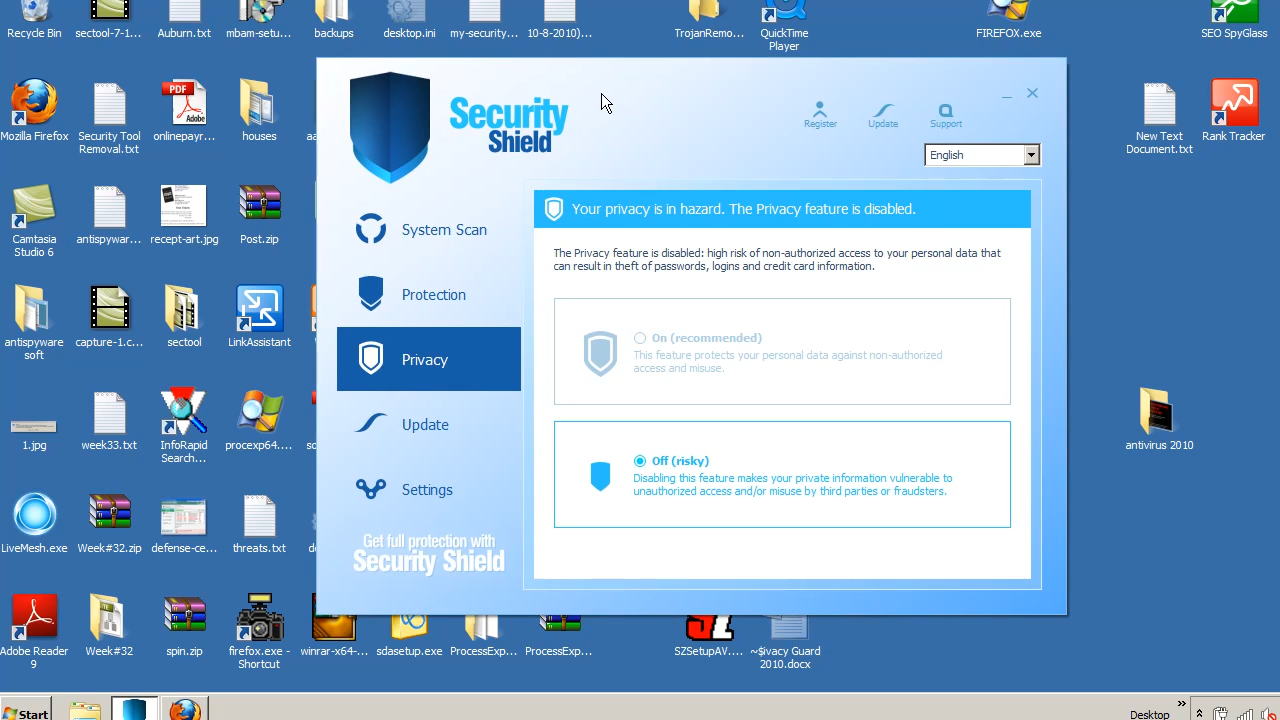 Recycle Bin
sectool-7-1...
Auburn.txt
mbam-setu...
backups
desktop.ini
my-security...
10-8-2010)...
TrojanRemo...
QuickTime
Player
FIREFOX.exe
SEO SpyGlass
Mozilla Firefox
Security Tool
Removal.txt
PDF
Adobe
onlinepayr...
houses
New Text
Document.txt
Rank Tracker
Security
Shield
Register
Update
Support
English
Camtasia
Studio 6
antispywar...
recept-art.jpg
Post.zip
System Scan
Protection
Privacy
Update
Settings
Get full protection with
Security Shield
Your privacy is in hazard. The Privacy feature is disabled.
The Privacy feature is disabled: high risk of non-authorized access to your personal data that
can result in theft of passwords, logins and credit card information.
On (recommended)
This feature protects your personal data against non-authorized
access and misuse.
Off (risky)
Disabling this feature makes your private information vulnerable to
unauthorized access and/or misuse by third parties or fraudsters.
antispyware
soft
capture-1.c...
sectool
LinkAssistant
1.jpg
week33.txt
InfoRapid
Search...
procexp64....
antivirus 2010
LiveMesh.exe
Week#32.zip
defense-ce...
threats.txt
Adobe Reader
9
Week#32
spin.zip
firefox.exe -
Shortcut
winrar-x64-...
sdasetup.exe
ProcessExp...
ProcessExp...
SZSetupAV....
~$ivacy Guard
2010.docx
Start
Desktop